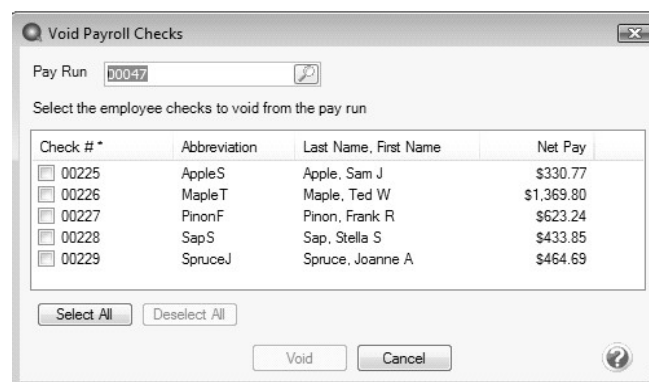 Void Payroll Checks
Pay Run 00047
Select the employee checks to void from the pay run
Check # * Abbreviation Last Name, First Name Net Pay
00225 AppleS Apple, Sam J $330.77
00226 MapleT Maple, Ted W $1,369.80
00227 PinonF Pinon, Frank R $623.24
00228 SapS Sap, Stella S $433.85
00229 SpruceJ Spruce, Joanne A $464.69
Select All Deselect All
Void Cancel ?